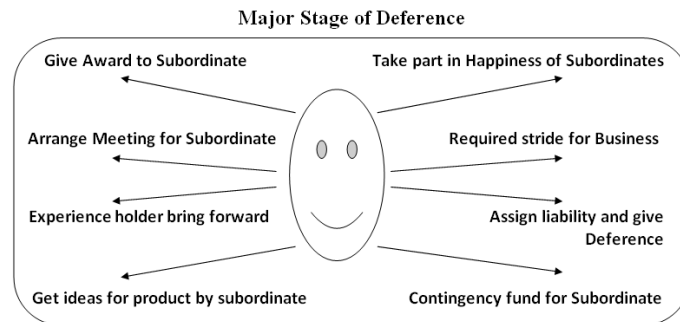 Major Stage of Deference
Give Award to Subordinate
Take part in Happiness of Subordinates
Arrange Meeting for Subordinate
Required stride for Business
Experience holder bring forward
Assign liability and give
Deference
Get ideas for product by subordinate
Contingency fund for Subordinate